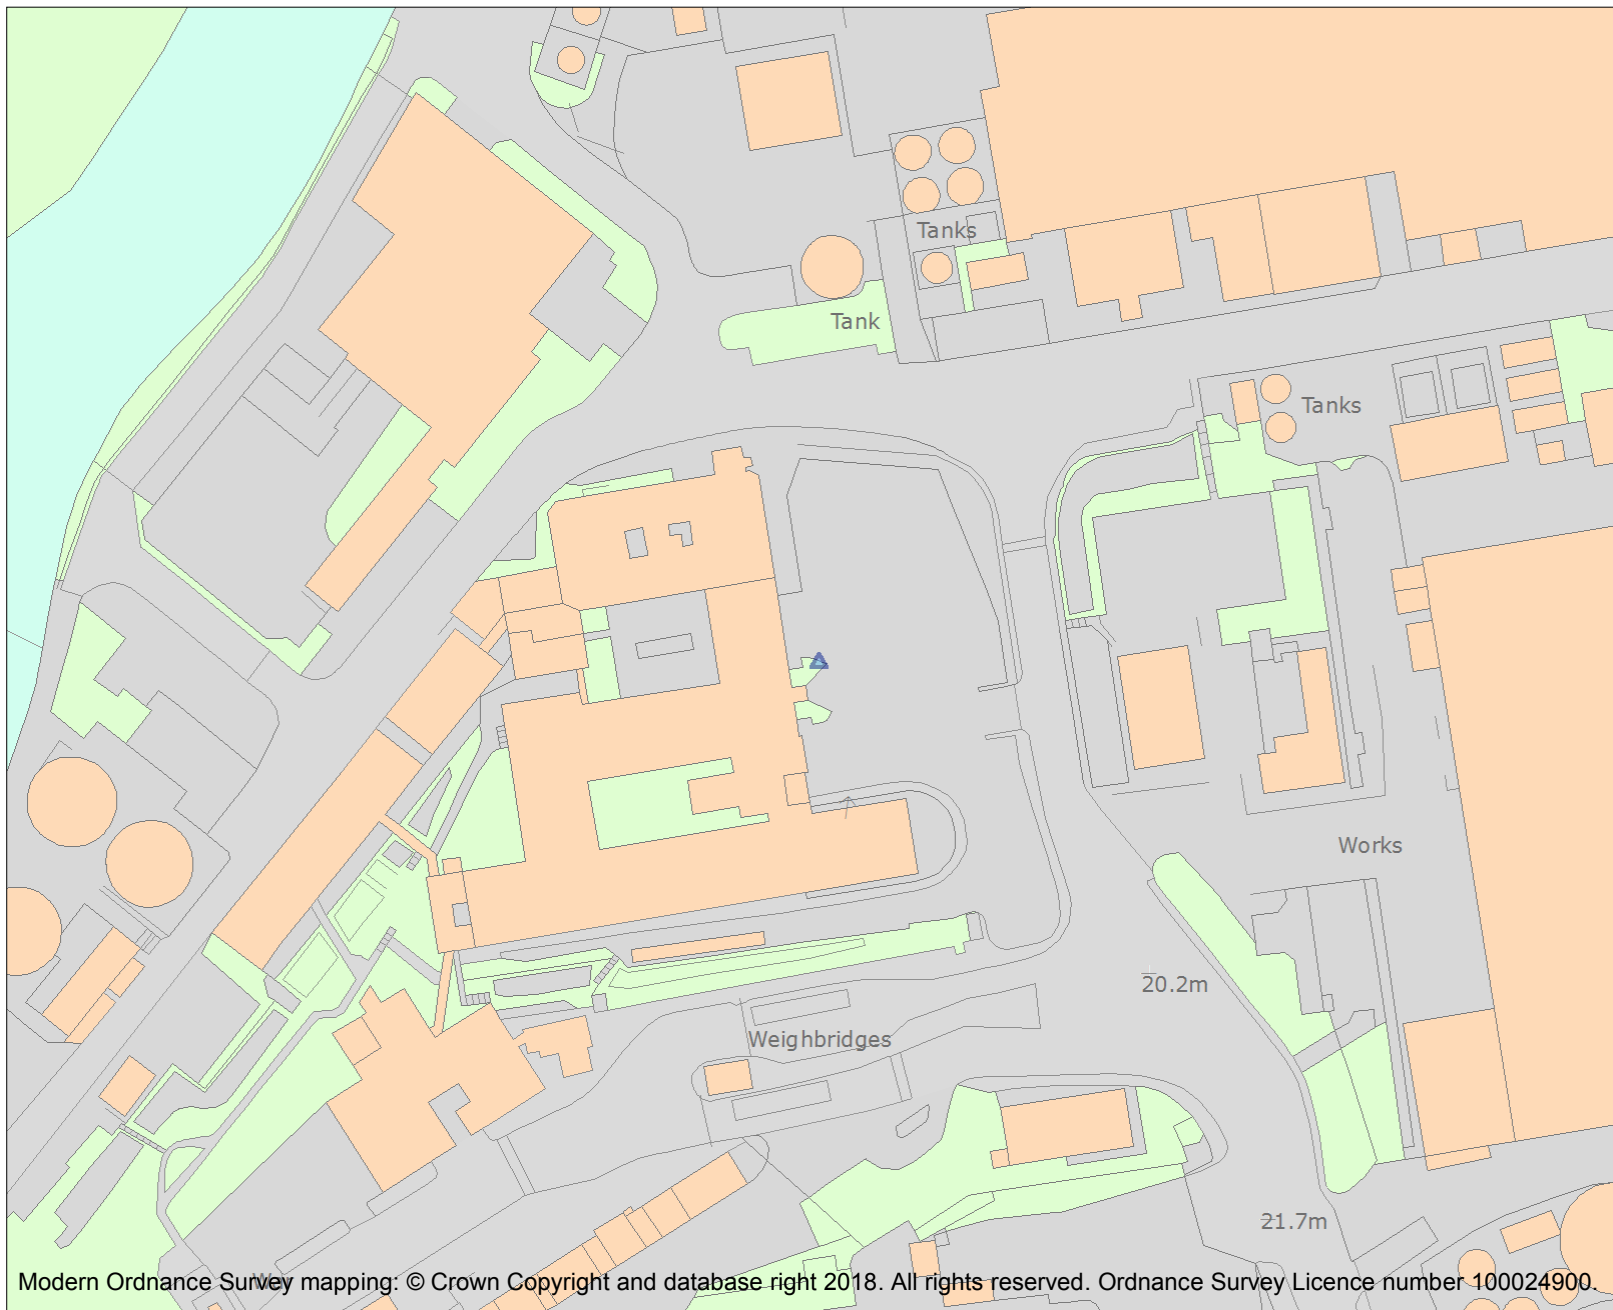 Tanks
Tank
Tanks
Works
20.2m
Weighbridges
21.7m
Modern Ordnance Survey mapping: © Crown Copyright and database right 2018. All rights reserved. Ordnance Survey Licence number 100024900.